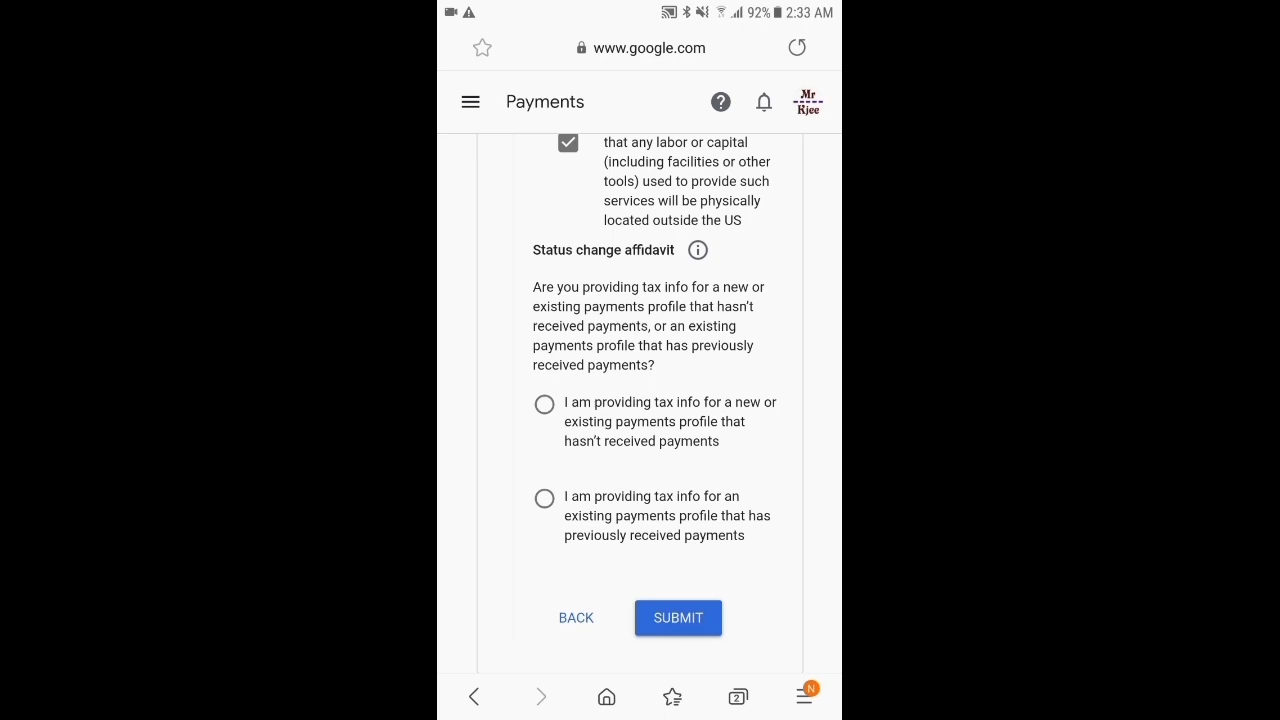 92% 2:33 AM
www.google.com
Payments
Mr
Kjee
that any labor or capital
(including facilities or other
tools) used to provide such
services will be physically
located outside the US
Status change affidavit
Are you providing tax info for a new or
existing payments profile that hasn't
received payments, or an existing
payments profile that has previously
received payments?
I am providing tax info for a new or
existing payments profile that
hasn't received payments
I am providing tax info for an
existing payments profile that has
previously received payments
BACK
SUBMIT
2
N